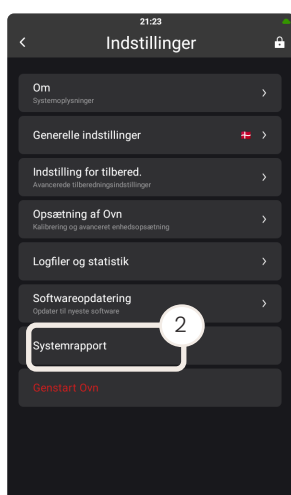 21:23
Indstillinger
Om
Systemoplysninger
Generelle indstillinger
Indstilling for tilbered.
Avancerede tilberedningsindstillinger
Opsætning af Ovn
Kalibrering og avanceret enhedsopsætning
Logfiler og statistik
Softwareopdatering
Opdater til nyeste software
2
Systemrapport
Genstart Ovn